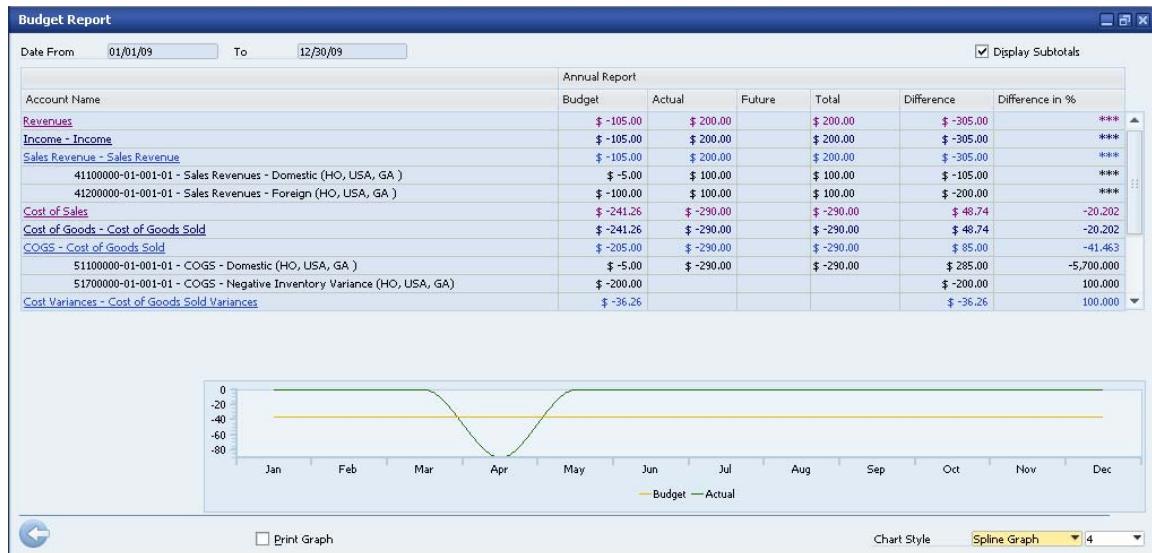 Budget Report
Date From 01/01/09 To 12/30/09 Display Subtotals
Annual Report
Account Name Budget Actual Future Total Difference Difference in %
Revenues $ -105.00 $ 200.00 $ 200.00 $ -305.00 ***
Income - Income $ -105.00 $ 200.00 $ 200.00 $ -305.00 ***
Sales Revenue - Sales Revenue $ -105.00 $ 200.00 $ 200.00 $ -305.00 ***
41100000-01-001-01 - Sales Revenues - Domestic (HO, USA, GA ) $ -5.00 $ 100.00 $ 100.00 $ -105.00 ***
41200000-01-001-01 - Sales Revenues - Foreign (HO, USA, GA ) $ -100.00 $ 100.00 $ 100.00 $ -200.00 ***
Cost of Sales $ -241.26 $ -290.00 $ -290.00 $ 48.74 -20.202
Cost of Goods - Cost of Goods Sold $ -241.26 $ -290.00 $ -290.00 $ 48.74 -20.202
COGS - Cost of Goods Sold $ -205.00 $ -290.00 $ -290.00 $ 85.00 -41.463
51100000-01-001-01 - COGS - Domestic (HO, USA, GA ) $ -5.00 $ -290.00 $ -290.00 $ 285.00 -5,700.000
51700000-01-001-01 - COGS - Negative Inventory Variance (HO, USA, GA) $ -200.00 $ -200.00 100.000
Cost Variances - Cost of Goods Sold Variances $ -36.26 $ -36.26 100.000
0
-20
-40
-60
-80
Jan Feb Mar Apr May Jun Jul Aug Sep Oct Nov Dec
Budget Actual
Print Graph Chart Style Spline Graph 4